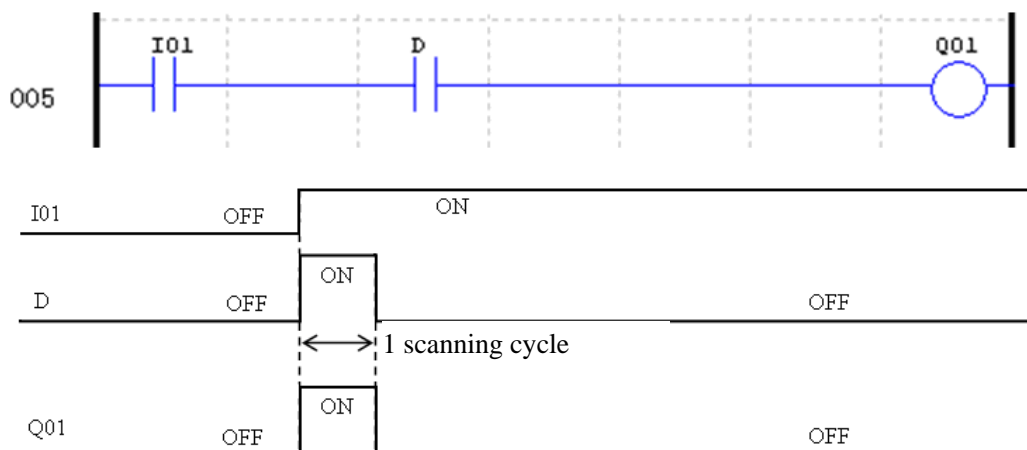 I01 D Q01
005
I01 OFF ON
ON
D OFF OFF
1 scanning cycle
ON
Q01 OFF OFF